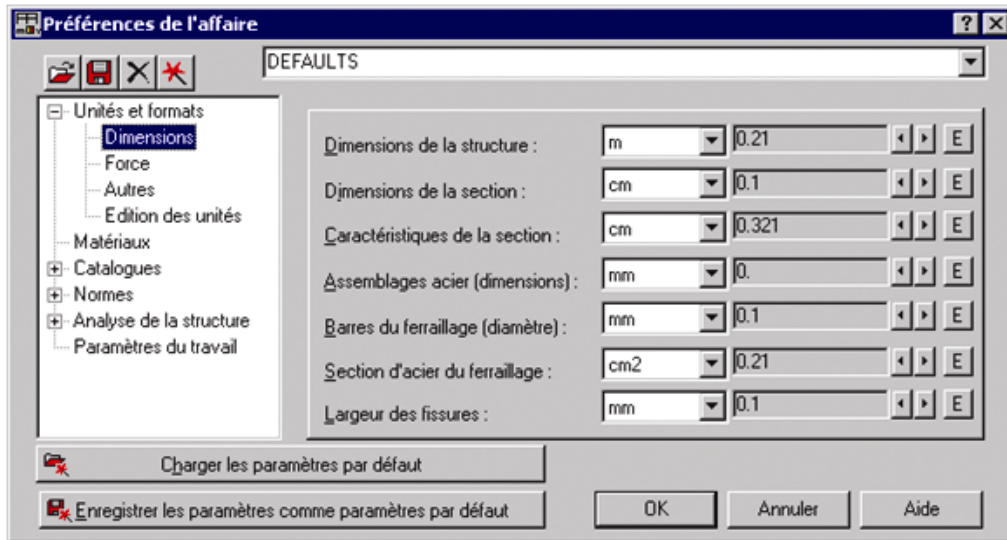 Préférences de l'affaire
DEFAULTS
Unités et formats
Dimensions
Force
Autres
Edition des unités
Matériaux
Catalogues
Normes
Analyse de la structure
Paramètres du travail
Dimensions de la structure : m 0.21 E
Dimensions de la section : cm 0.1 E
Caractéristiques de la section : cm 0.321 E
Assemblages acier (dimensions) : mm 0. E
Barres du ferraillage (diamètre) : mm 0.1 E
Section d'acier du ferraillage : cm2 0.21 E
Largeur des fissures : mm 0.1 E
Charger les paramètres par défaut
Enregistrer les paramètres comme paramètres par défaut
OK Annuler Aide